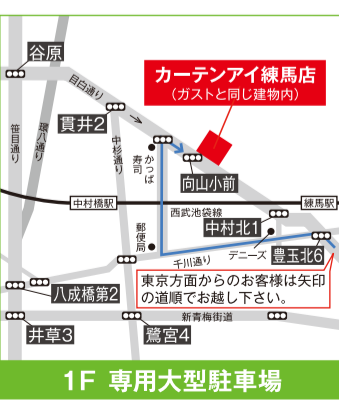 谷原
目白通り
カーテンアイ練馬店
（ガストと同じ建物内）
貫井2
笹目通り
環八通り
中杉通り
かっぱ
寿司
向山小前
中村橋駅
練馬駅
西武池袋線
中村北1
郵便局
デニーズ
豊玉北6
千川通り
東京方面からのお客様は矢印
の道順でお越し下さい。
八成橋第2
新青梅街道
井草3
鷺宮4
1F 専用大型駐車場